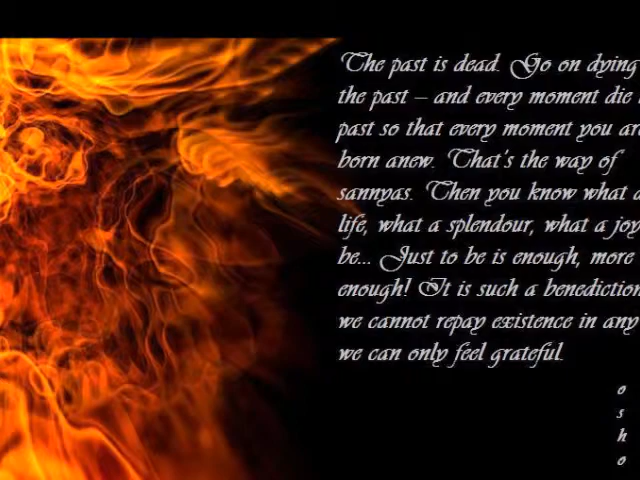 The past is dead. Go on dying
the past – and every moment die
past so that every moment you
born anew. That's the way of
sannyas. Then you know what
life, what a splendour, what a joy
be... Just to be is enough, more
enough! It is such a benediction
we cannot repay existence in any
we can only feel grateful.
o
s
h
o